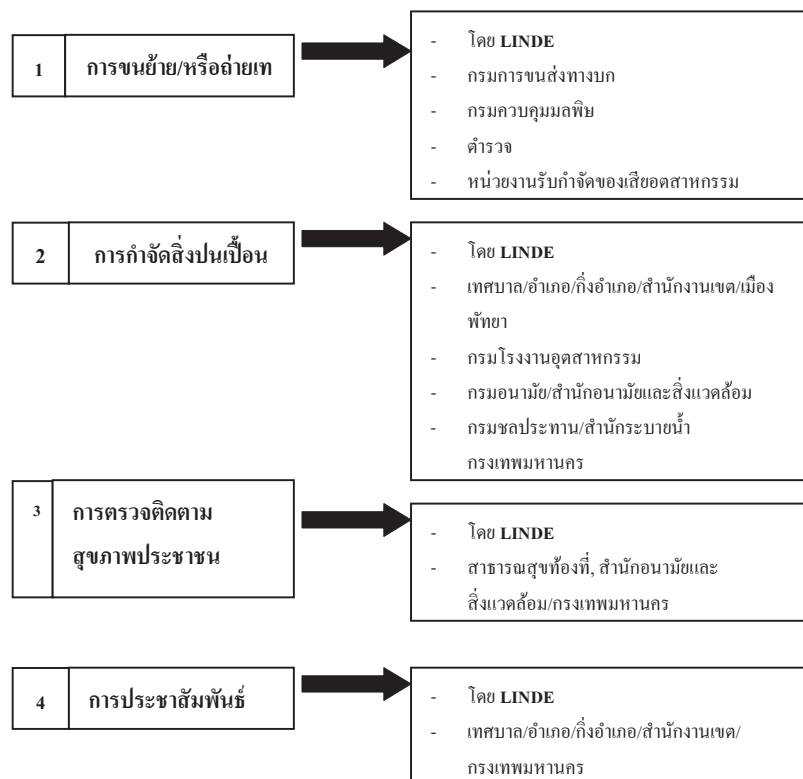 1 การขนย้าย/หรือถ่ายเท
- โดย LINDE
- กรมการขนส่งทางบก
- กรมควบคุมมลพิษ
- ตำรวจ
- หน่วยงานรับกำจัดของเสียอตสาหกรรม
2 การกำจัดสิ่งปนเปื้อน
- โดย LINDE
- เทศบาล/อำเภอ/กิ่งอำเภอ/สำนักงานเขต/เมือง
พัทยา
- กรมโรงงานอุตสาหกรรม
- กรมอนามัย/สำนักอนามัยและสิ่งแวดล้อม
- กรมชลประทาน/สำนักระบายน้ำ
กรุงเทพมหานคร
3 การตรวจติดตาม
สุขภาพประชาชน
- โดย LINDE
- สาธารณสุขท้องที่, สำนักอนามัยและ
สิ่งแวดล้อม/กรุงเทพมหานคร
4 การประชาสัมพันธ์
- โดย LINDE
- เทศบาล/อำเภอ/กิ่งอำเภอ/สำนักงานเขต/
กรุงเทพมหานคร